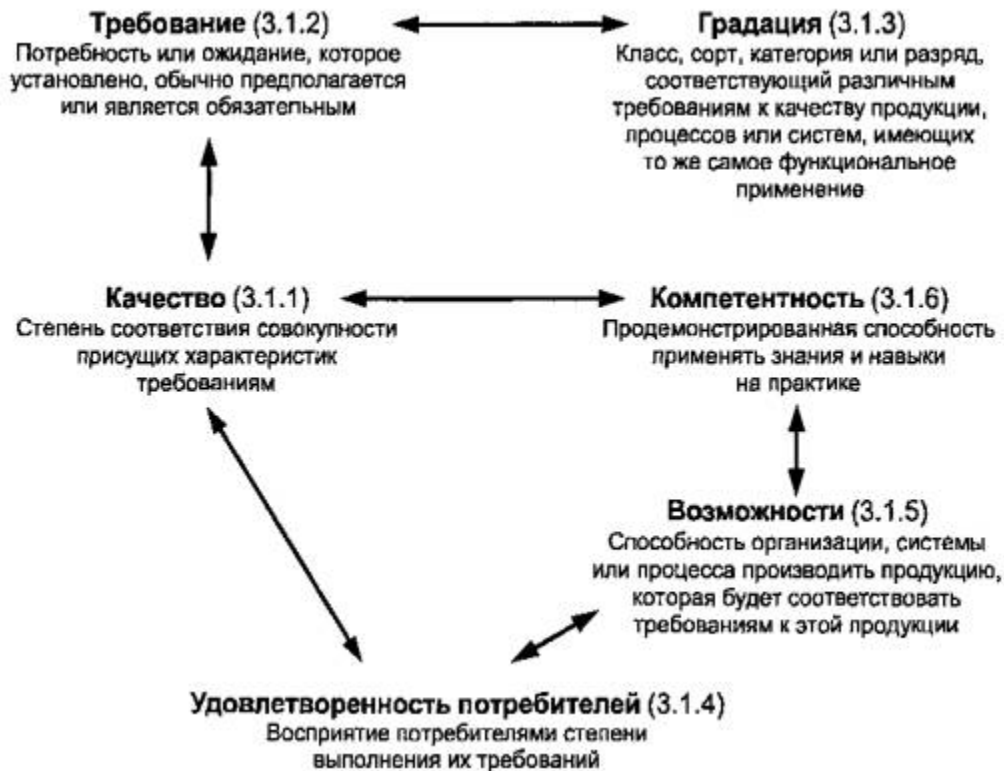 Требование (3.1.2)
Потребность или ожидание, которое
установлено, обычно предполагается
или является обязательным
Градация (3.1.3)
Класс, сорт, категория или разряд,
соответствующий различным
требованиям к качеству продукции,
процессов или систем, имеющих
то же самое функциональное
применение
Качество (3.1.1)
Степень соответствия совокупности
присущих характеристик
требованиям
Компетентность (3.1.6)
Продемонстрированная способность
применять знания и навыки
на практике
Возможности (3.1.5)
Способность организации, системы
или процесса производить продукцию,
которая будет соответствовать
требованиям к этой продукции
Удовлетворенность потребителей (3.1.4)
Восприятие потребителями степени
выполнения их требований